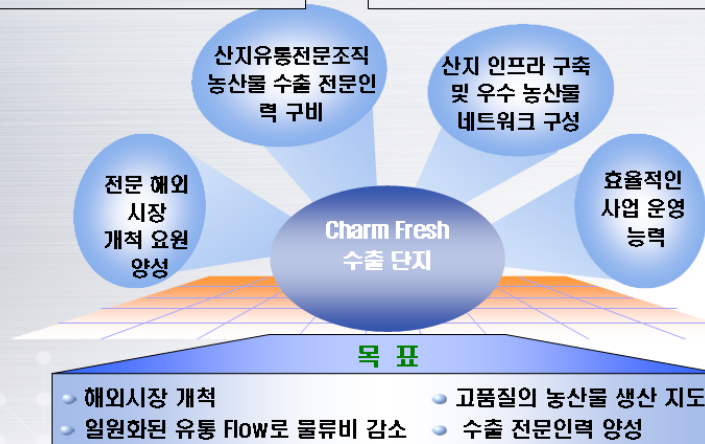 산지유통전문조직
농산물 수출 전문인
력 구비
산지 인프라 구축
및 우수 농산물
네트워크 구성
전문 해외
시장
개척 요원
양성
효율적인
사업 운영
능력
Charm Fresh
수출 단지
목 표
해외시장 개척
고품질의 농산물 생산 지도
일원화된 유통 Flow로 물류비 감소
수출 전문인력 양성